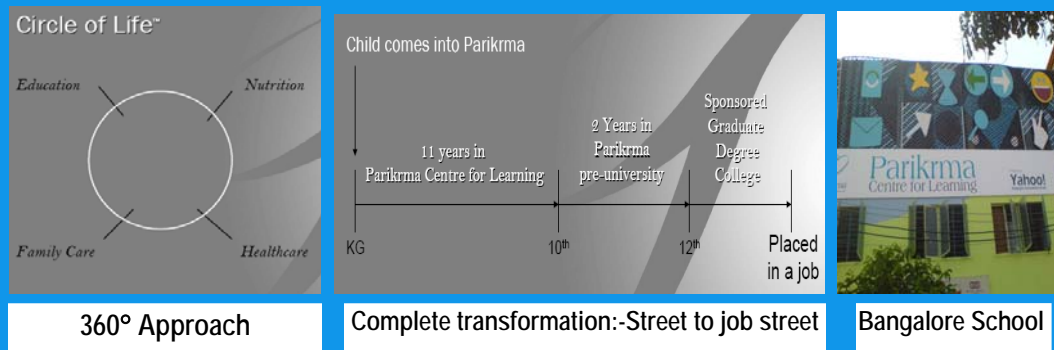 Circle of Life™
Education
Nutrition
Family Care
Healthcare
360° Approach
Child comes into Parikrma
11 years in
Parikrma Centre for Learning
2 Years in
Parikrma
pre-university
Sponsored
Graduate
Degree
College
KG
10th
12th
Placed
in a job
Complete transformation:-Street to job street
Parikrma
Centre for Learning
Yahoo!
Bangalore School